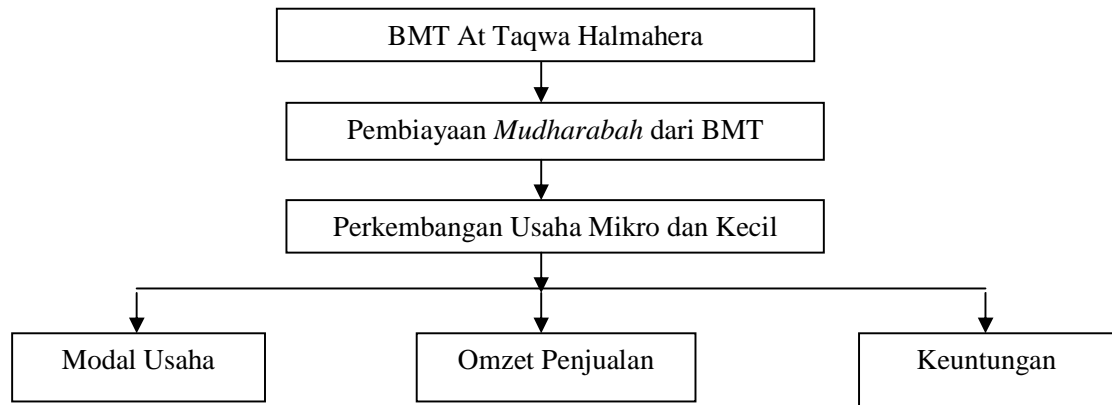 BMT At Taqwa Halmahera
Pembiayaan Mudharabah dari BMT
Perkembangan Usaha Mikro dan Kecil
Modal Usaha
Omzet Penjualan
Keuntungan